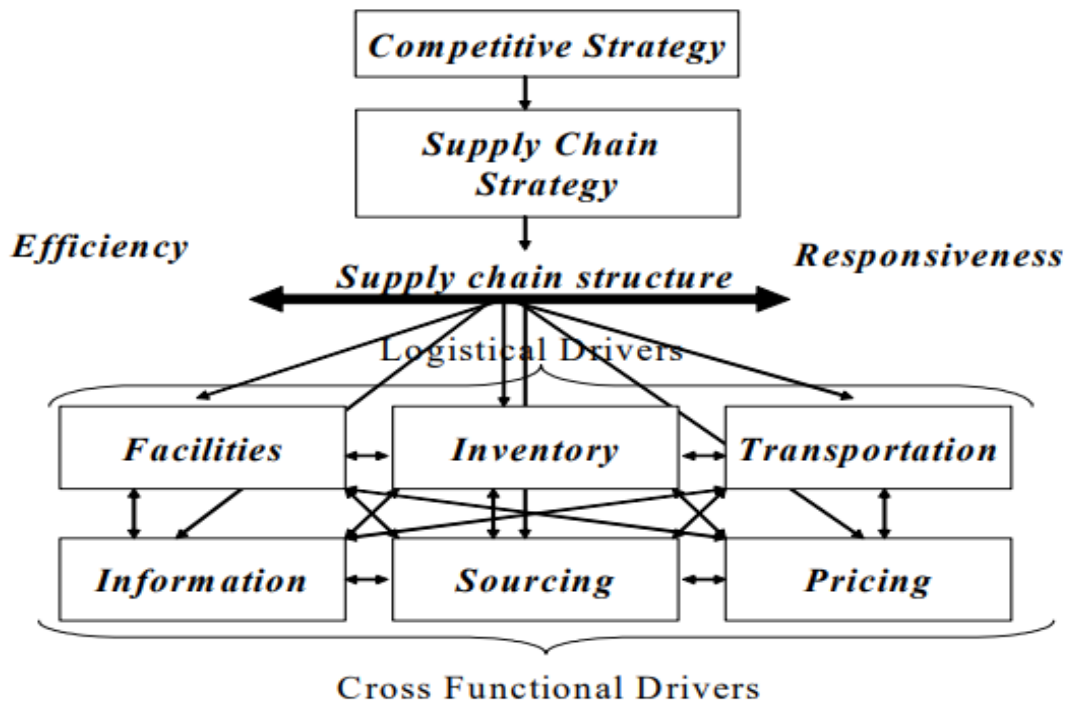 Competitive Strategy
Supply Chain
Strategy
Efficiency
Responsiveness
Supply chain structure
Logistical Drivers
Facilities
Inventory
Transportation
Information
Sourcing
Pricing
Cross Functional Drivers